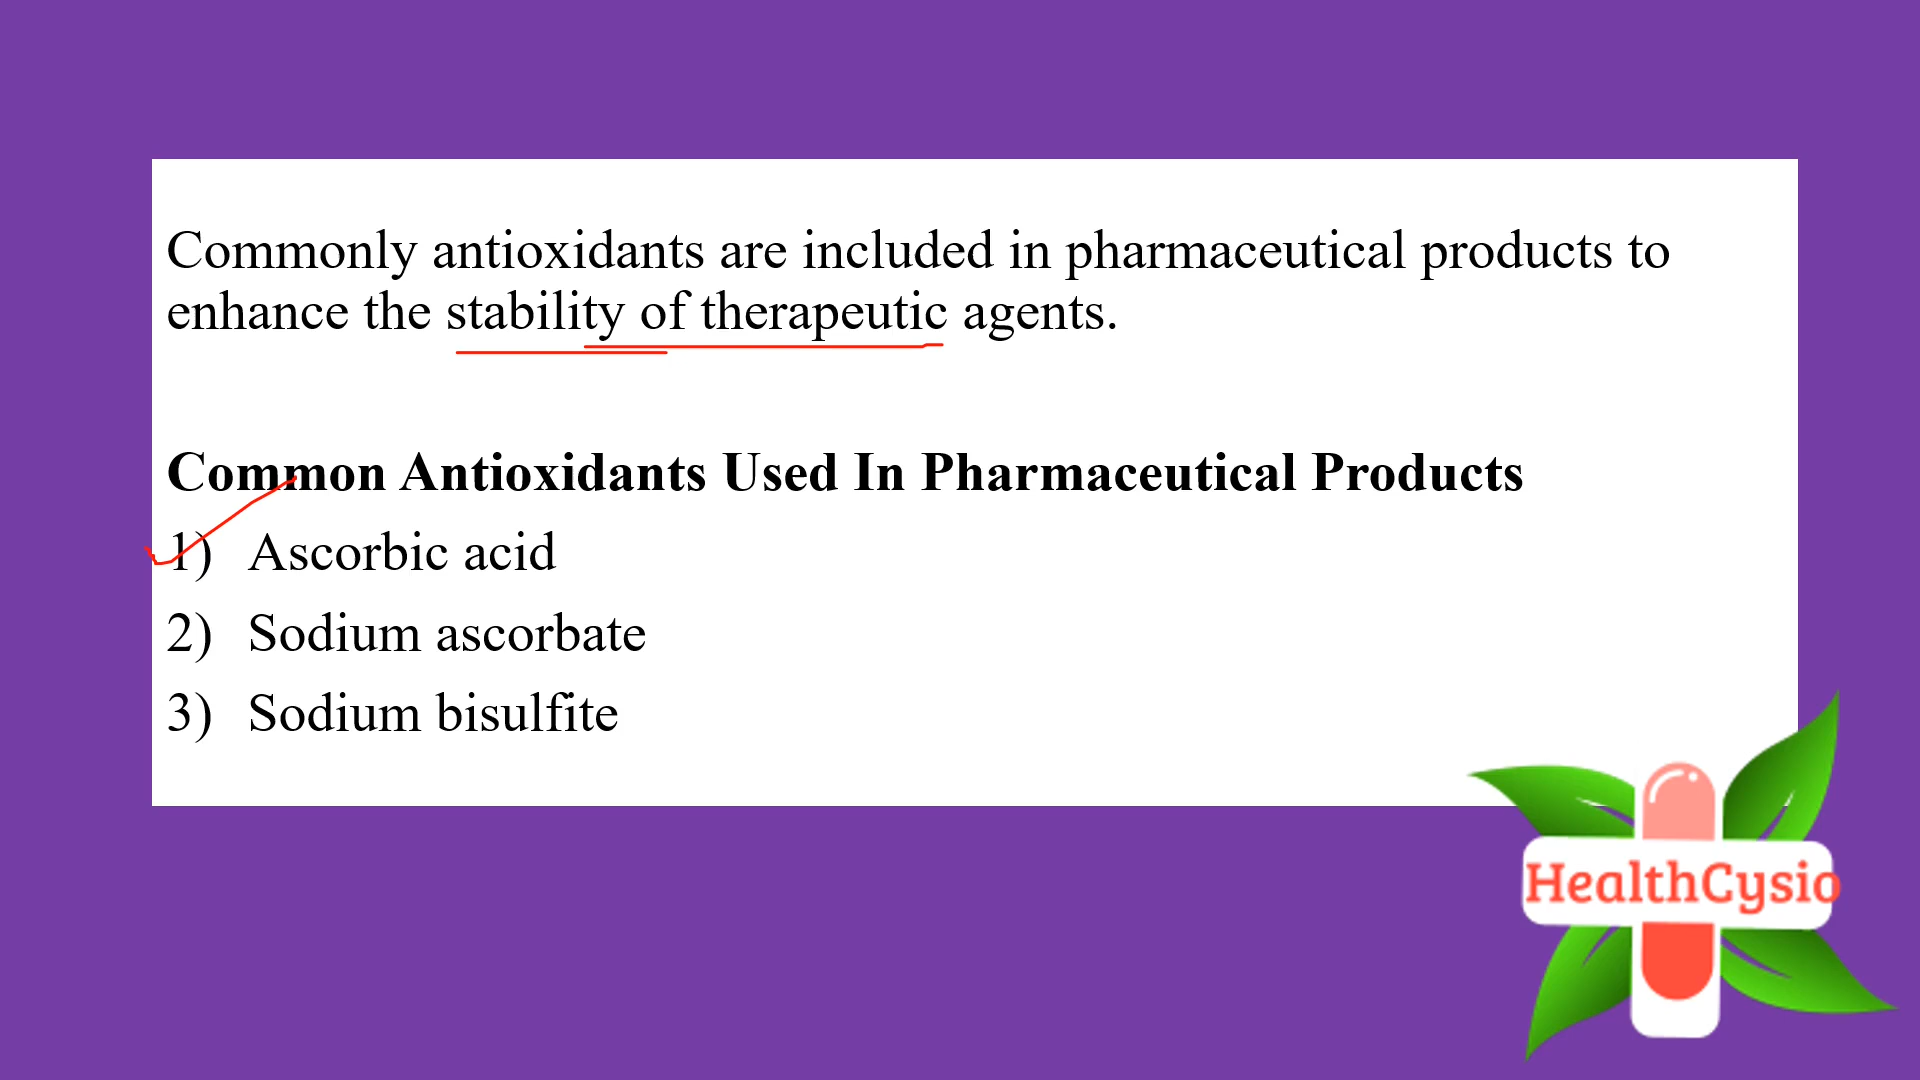 Commonly antioxidants are included in pharmaceutical products to
enhance the stability of therapeutic agents.
Common Antioxidants Used In Pharmaceutical Products
1) Ascorbic acid
2) Sodium ascorbate
3) Sodium bisulfite
HealthCysio